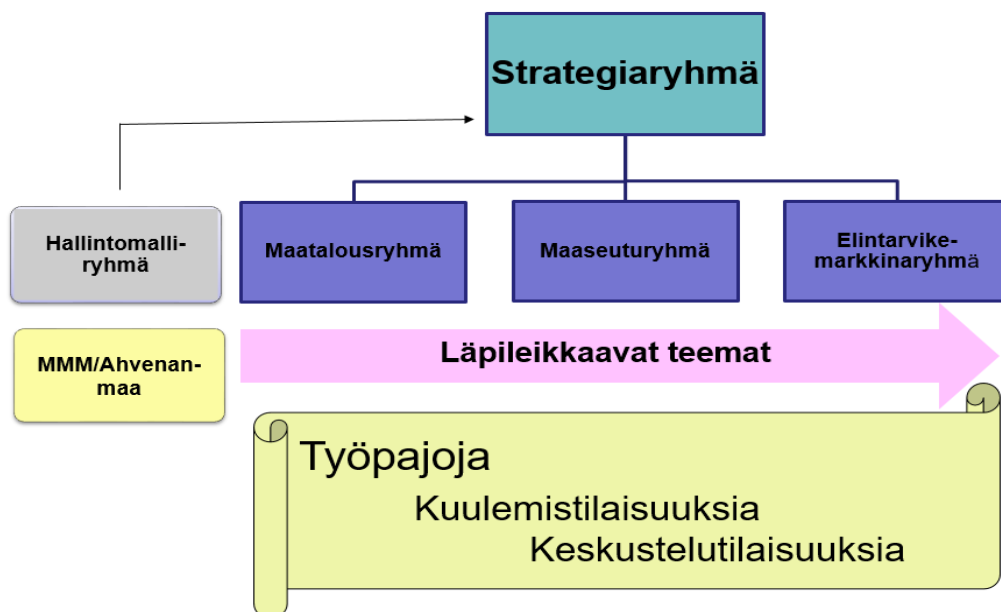 Strategiaryhmä
Hallintomalli-
ryhmä
Maatalousryhmä
Maaseuturyhmä
Elintarvike-
markkinaryhmä
MMM/Ahvenan-
maa
Läpileikkaavat teemat
Työpajoja
Kuulemistilaisuuksia
Keskustelutilaisuuksia